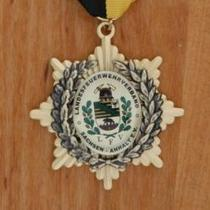 LANDESFEUERWEHRVERBAND
SACHSEN-ANHALT E.V.